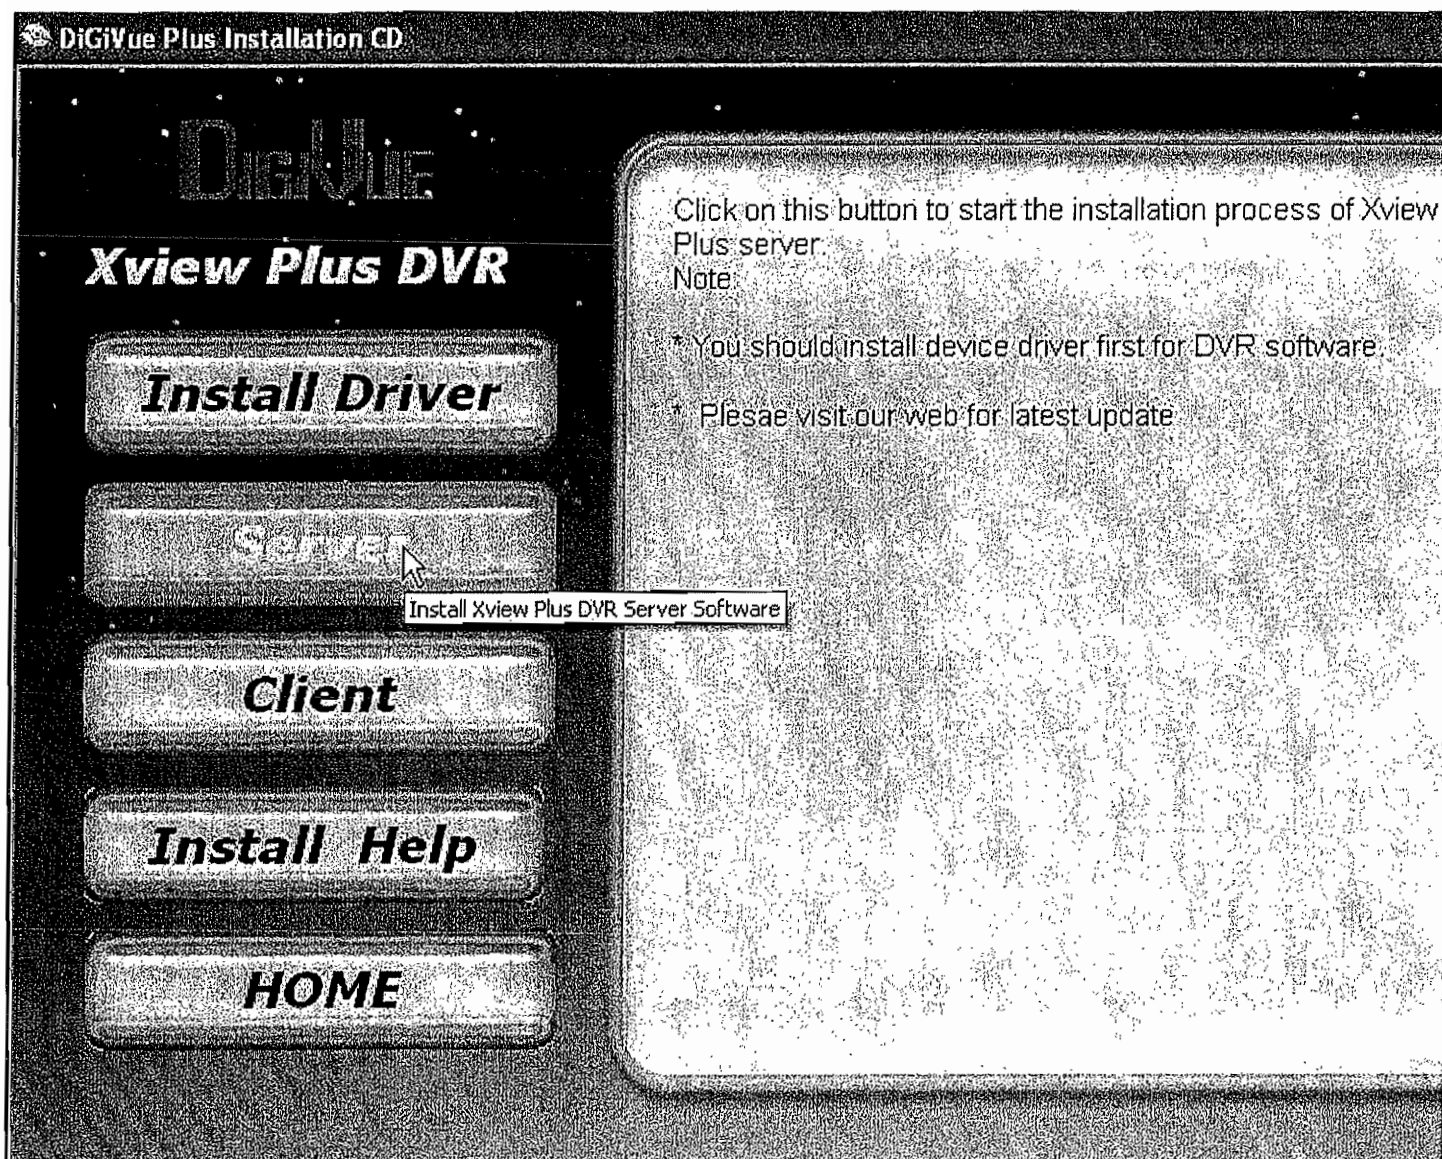 DiGiVue Plus Installation CD
DIGIVUE
Xview Plus DVR
Install Driver
Server
Install Xview Plus DVR Server Software
Client
Install Help
HOME
Click on this button to start the installation process of Xview
Plus server.
Note:
* You should install device driver first for DVR software.
* Plesae visit our web for latest update